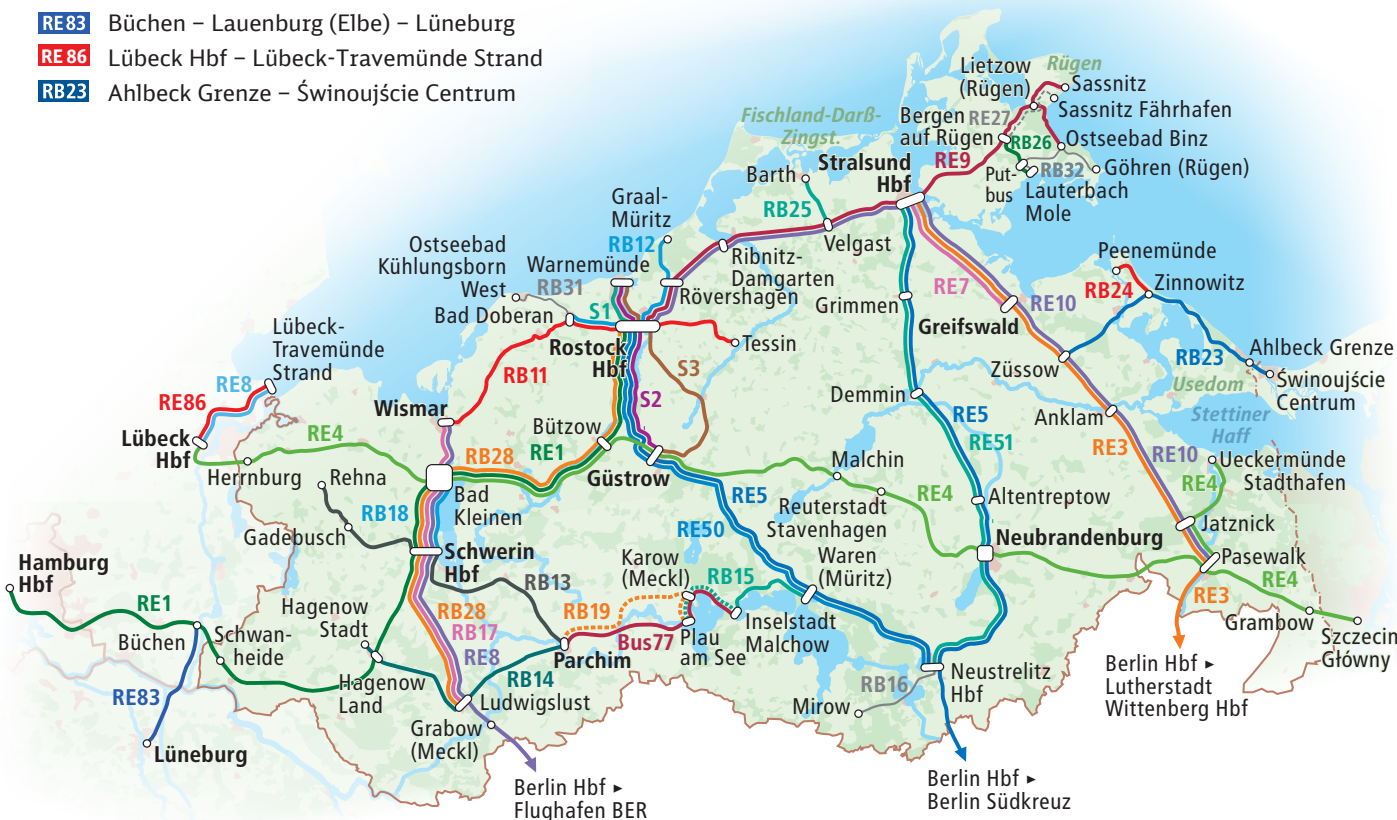 RE83 Büchen – Lauenburg (Elbe) – Lüneburg
RE86 Lübeck Hbf – Lübeck-Travemünde Strand
RB23 Ahlbeck Grenze – Świnoujście Centrum
Lietzow
(Rügen)
Rügen
Sassnitz
Sassnitz Fährhafen
RE27
Bergen
auf Rügen
RB26
Ostseebad Binz
Fischland-Darß-
Zingst.
Stralsund
Hbf
RE9
Put-
bus
RB32
Göhren (Rügen)
Lauterbach
Mole
Barth
RB25
Velgast
Graal-
Müritz
RB12
Ribnitz-
Damgarten
Ostseebad
Kühlungsborn
West
Warnemünde
RB31
Rövershagen
Bad Doberan
S1
Grimmen
RE7
RE10
Greifswald
Peenemünde
RB24
Zinnowitz
Lübeck-
Travemünde
Strand
Rostock
Hbf
Tessin
S3
RB11
S2
Züssow
RB23
Ahlbeck Grenze
Usedom
Świnoujście
Centrum
RE8
RE86
Wismar
Demmin
Anklam
Stettiner
Haff
Lübeck
Hbf
RE4
Bützow
RB28
RE1
RE5
RE51
RE3
RE10
Herrnburg
Rehna
Bad
Kleinen
Güstrow
Malchin
Ueckermünde
Stadthafen
RE4
RE5
RE4
Reuterstadt
Stavenhagen
Altentreptow
RB18
Gadebusch
RE50
Jatznick
Neubrandenburg
Hamburg
Hbf
Schwerin
Hbf
Karow
(Meckl)
RB15
Waren
(Müritz)
Pasewalk
RE4
RB13
RB19
RE3
RE1
Hagenow
Stadt
RB28
RB17
RE8
Bus77
Inselstadt
Malchow
Grambow
Szczecin
Główny
Büchen
Schwan-
heide
Plau
am See
Parchim
Neustrelitz
Hbf
Berlin Hbf ▸
Lutherstadt
Wittenberg Hbf
RE83
Hagenow
Land
RB14
Ludwigslust
RB16
Mirow
Grabow
(Meckl)
Lüneburg
Berlin Hbf ▸
Flughafen BER
Berlin Hbf ▸
Berlin Südkreuz